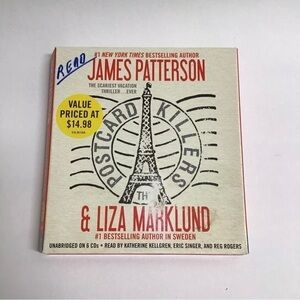 READ
#1 NEW YORK TIMES BESTSELLING AUTHOR
JAMES PATTERSON
THE SCARIEST VACATION
THRILLER...EVER
VALUE
PRICED AT
$14.98
THE
POSTCARD
KILLERS
& LIZA MARKLUND
#1 BESTSELLING AUTHOR IN SWEDEN
UNABRIDGED ON 6 CDs • READ BY KATHERINE KELLGREN, ERIC SINGER, AND REG ROGERS